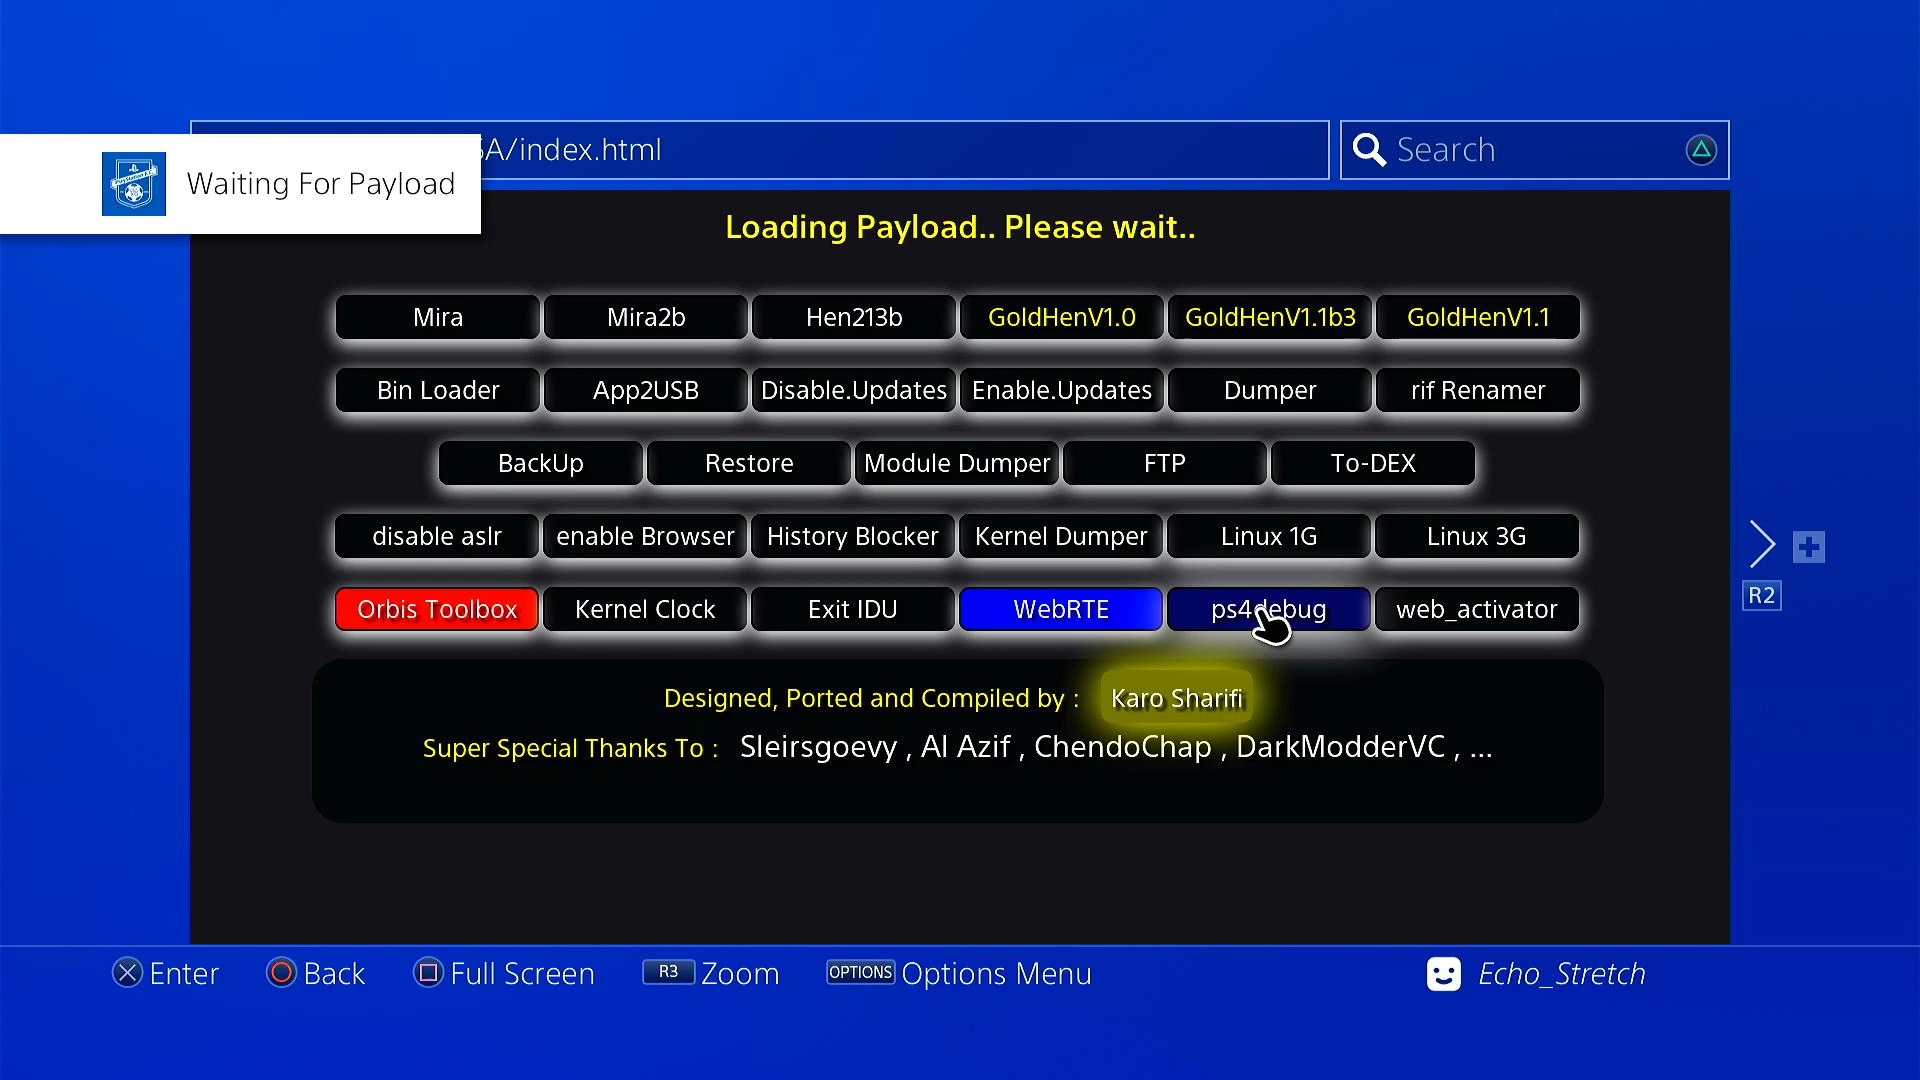 A/index.html
Search
Waiting For Payload
Loading Payload.. Please wait..
Mira Mira2b Hen213b GoldHenV1.0 GoldHenV1.1b3 GoldHenV1.1
Bin Loader App2USB Disable.Updates Enable.Updates Dumper rif Renamer
BackUp Restore Module Dumper FTP To-DEX
disable aslr enable Browser History Blocker Kernel Dumper Linux 1G Linux 3G
R2
Orbis Toolbox Kernel Clock Exit IDU WebRTE ps4debug web_activator
Designed, Ported and Compiled by : Karo Sharifi
Super Special Thanks To : Sleirsgoevy , Al Azif , ChendoChap , DarkModderVC , ...
Enter Back Full Screen R3 Zoom OPTIONS Options Menu Echo_Stretch